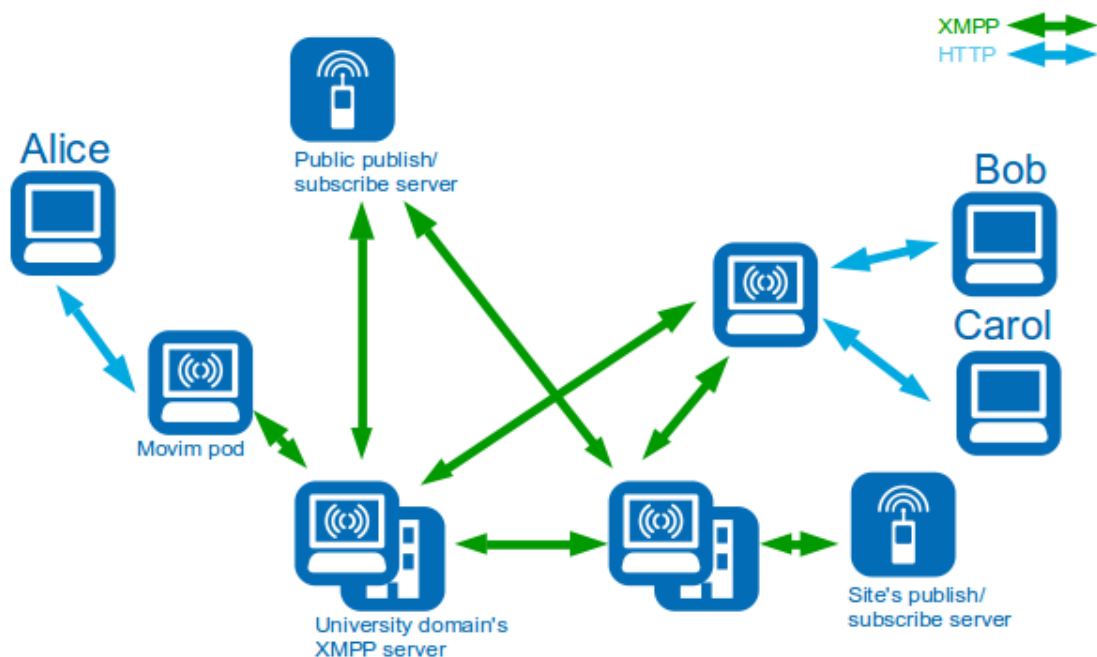 XMPP
HTTP
Public publish/
subscribe server
Alice
Bob
Carol
Movim pod
Site's publish/
subscribe server
University domain's
XMPP server